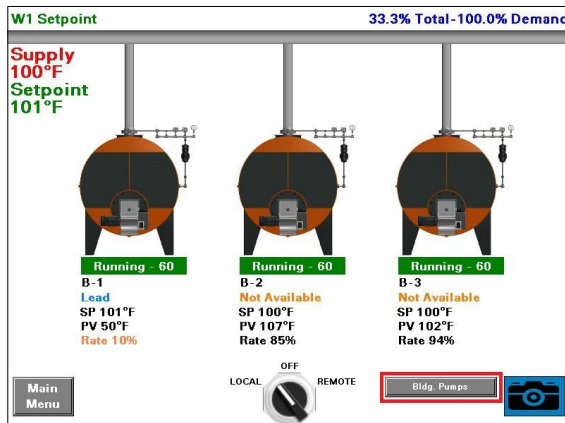 W1 Setpoint
33.3% Total-100.0% Demand
Supply
100°F
Setpoint
101°F
Running - 60
B-1
Lead
SP 101°F
PV 50°F
Rate 10%
Running - 60
B-2
Not Available
SP 100°F
PV 107°F
Rate 85%
Running - 60
B-3
Not Available
SP 100°F
PV 102°F
Rate 94%
OFF
LOCAL
REMOTE
Main
Menu
Bldg. Pumps